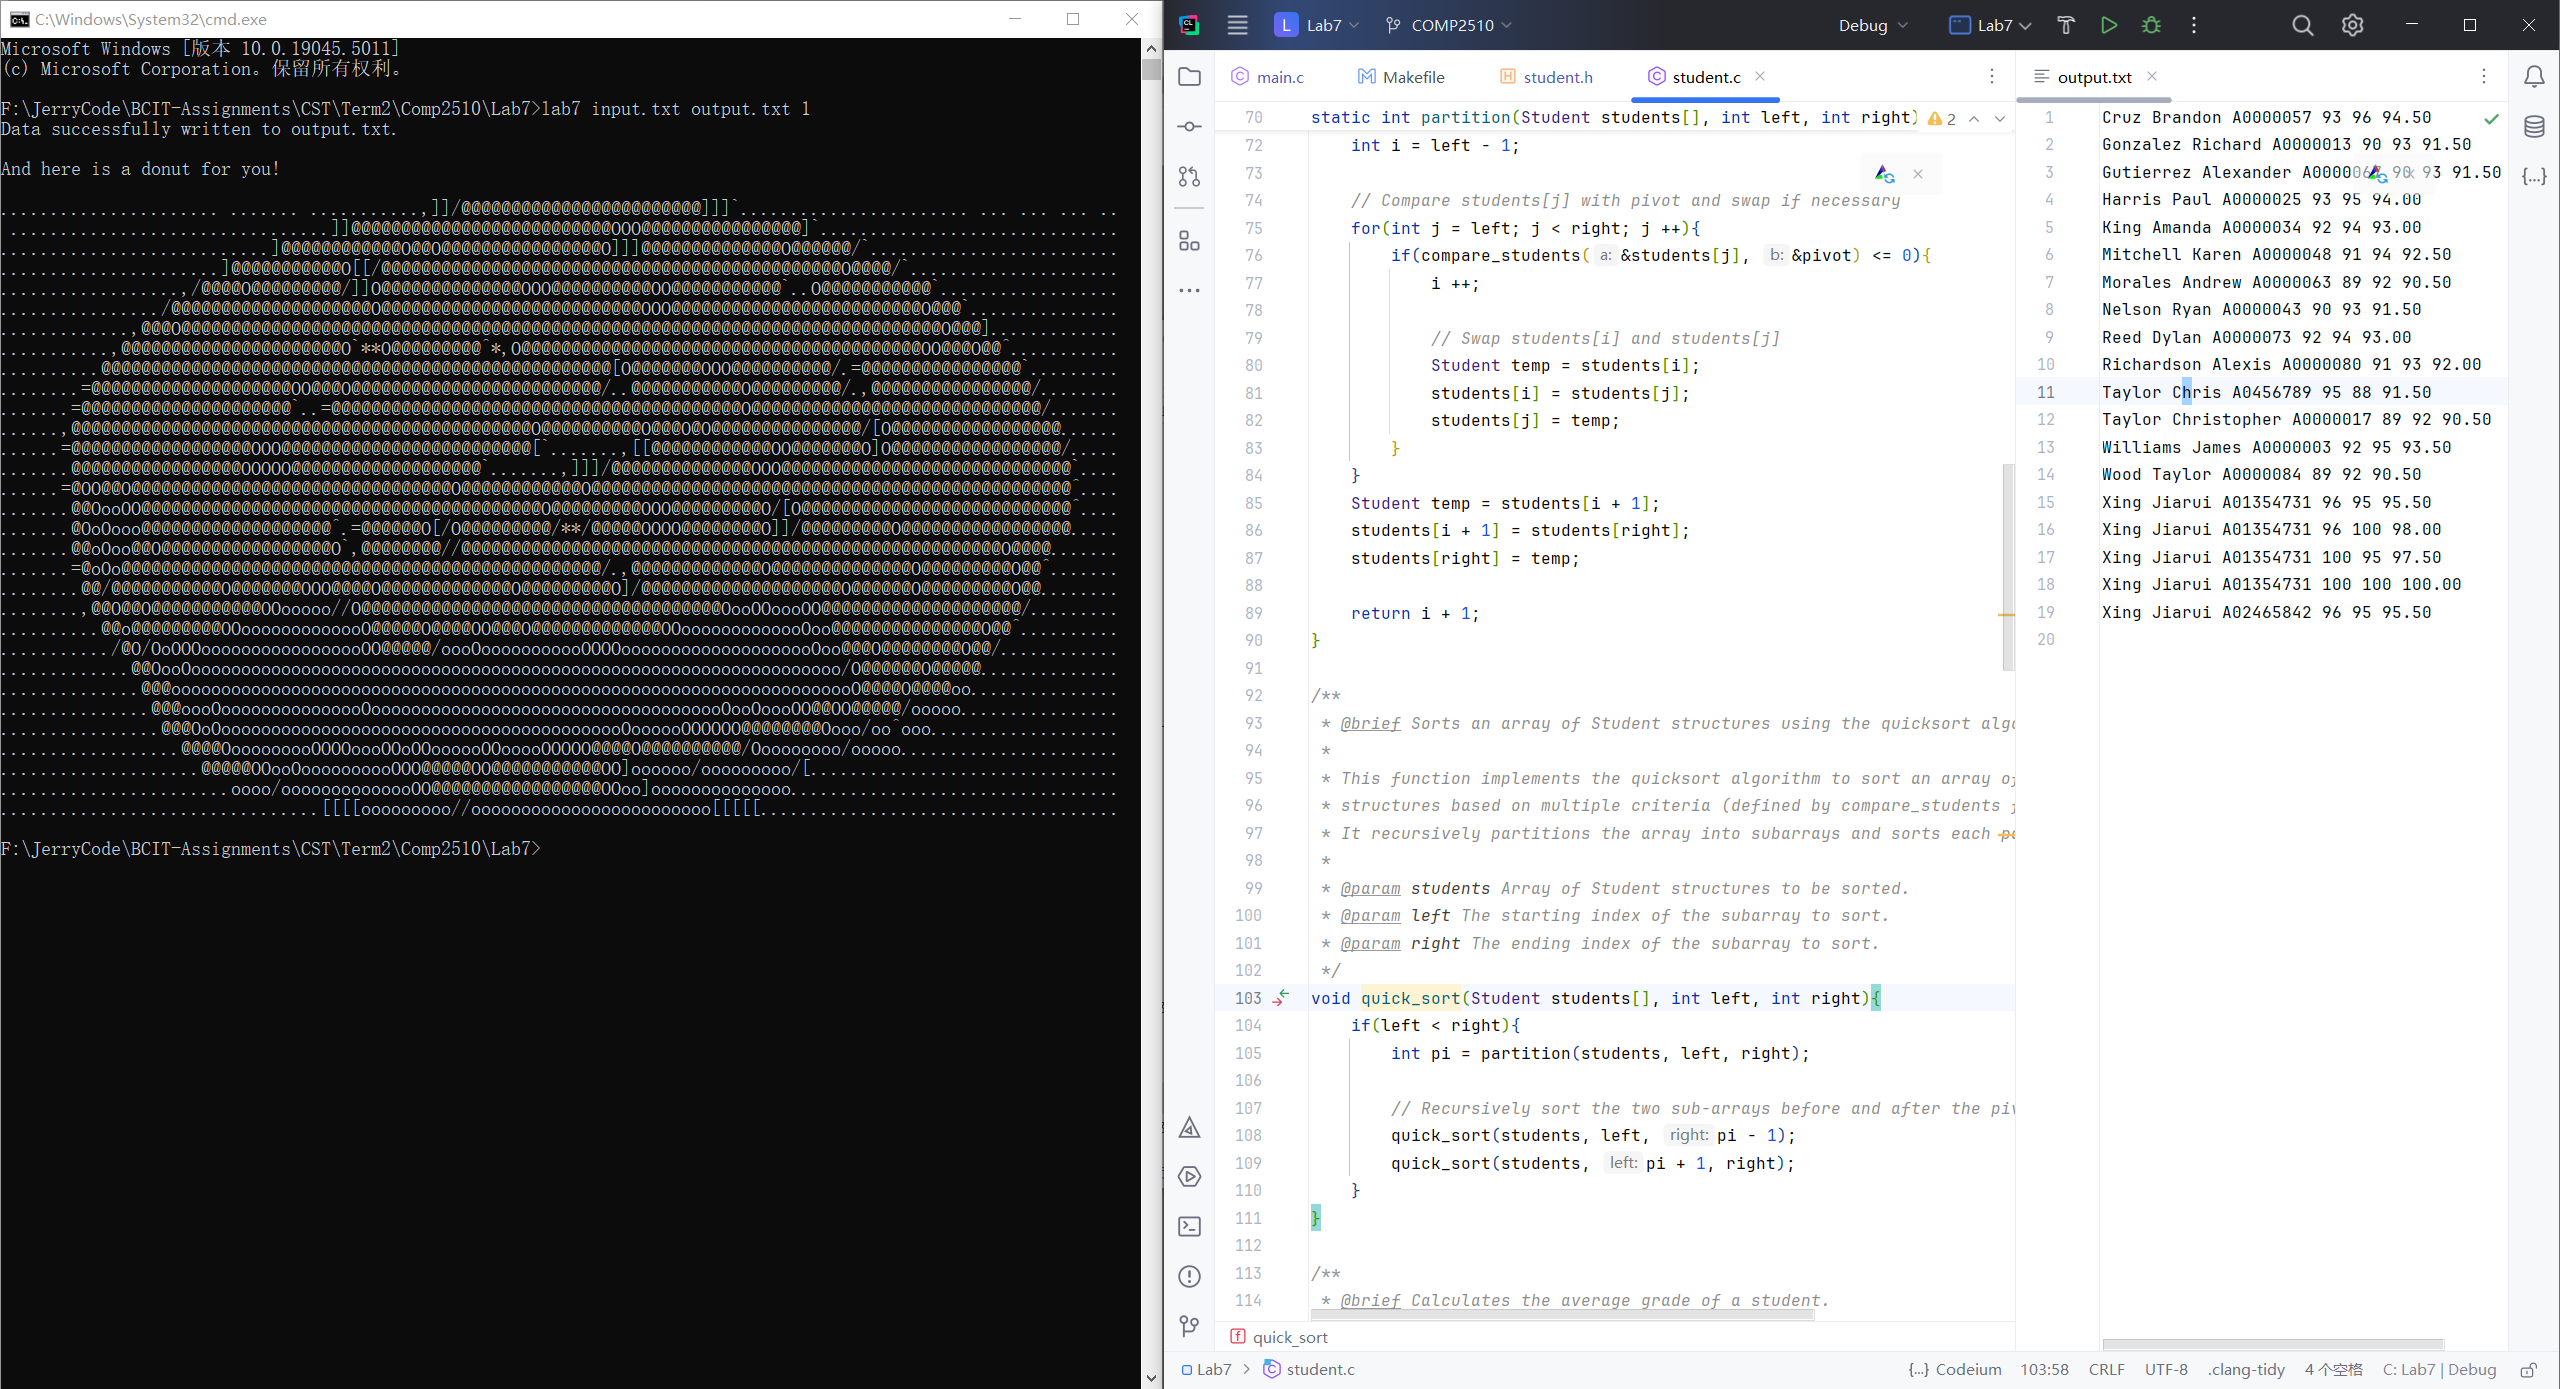 C:\Windows\System32\cmd.exe
Microsoft Windows [版本 10.0.19045.5011]
(c) Microsoft Corporation。保留所有权利。
F:\JerryCode\BCIT-Assignments\CST\Term2\Comp2510\Lab7>lab7 input.txt output.txt 1
Data successfully written to output.txt.
And here is a donut for you!
F:\JerryCode\BCIT-Assignments\CST\Term2\Comp2510\Lab7>
L Lab7
COMP2510
Debug
Lab7
main.c
Makefile
student.h
student.c
70 static int partition(Student students[], int left, int right)
2
72 int i = left - 1;
73
74 // Compare students[j] with pivot and swap if necessary
75 for(int j = left; j < right; j ++){
76 if(compare_students( a: &students[j], b: &pivot) <= 0){
77 i ++;
78
79 // Swap students[i] and students[j]
80 Student temp = students[i];
81 students[i] = students[j];
82 students[j] = temp;
83 }
84 }
85 Student temp = students[i + 1];
86 students[i + 1] = students[right];
87 students[right] = temp;
88
89 return i + 1;
90 }
91
92 /**
93 * @brief Sorts an array of Student structures using the quicksort
94 *
95 * This function implements the quicksort algorithm to sort an array
96 * structures based on multiple criteria (defined by compare_students
97 * It recursively partitions the array into subarrays and sorts each
98 *
99 * @param students Array of Student structures to be sorted.
100 * @param left The starting index of the subarray to sort.
101 * @param right The ending index of the subarray to sort.
102 */
103 void quick_sort(Student students[], int left, int right){
104 if(left < right){
105 int pi = partition(students, left, right);
106
107 // Recursively sort the two sub-arrays before and after the
108 quick_sort(students, left, right: pi - 1);
109 quick_sort(students, left: pi + 1, right);
110 }
111 }
112
113 /**
114 * @brief Calculates the average grade of a student.
quick_sort
output.txt
1 Cruz Brandon A0000057 93 96 94.50
2 Gonzalez Richard A0000013 90 93 91.50
3 Gutierrez Alexander 90 93 91.50
4 Harris Paul A0000025 93 95 94.00
5 King Amanda A0000034 92 94 93.00
6 Mitchell Karen A0000048 91 94 92.50
7 Morales Andrew A0000063 89 92 90.50
8 Nelson Ryan A0000043 90 93 91.50
9 Reed Dylan A0000073 92 94 93.00
10 Richardson Alexis A0000080 91 93 92.00
11 Taylor Chris A0456789 95 88 91.50
12 Taylor Christopher A0000017 89 92 90.50
13 Williams James A0000003 92 95 93.50
14 Wood Taylor A0000084 89 92 90.50
15 Xing Jiarui A01354731 96 95 95.50
16 Xing Jiarui A01354731 96 100 98.00
17 Xing Jiarui A01354731 100 95 97.50
18 Xing Jiarui A01354731 100 100 100.00
19 Xing Jiarui A02465842 96 95 95.50
20
Lab7 > student.c
{...} Codeium 103:58 CRLF UTF-8 .clang-tidy 4 个空格 C: Lab7 | Debug